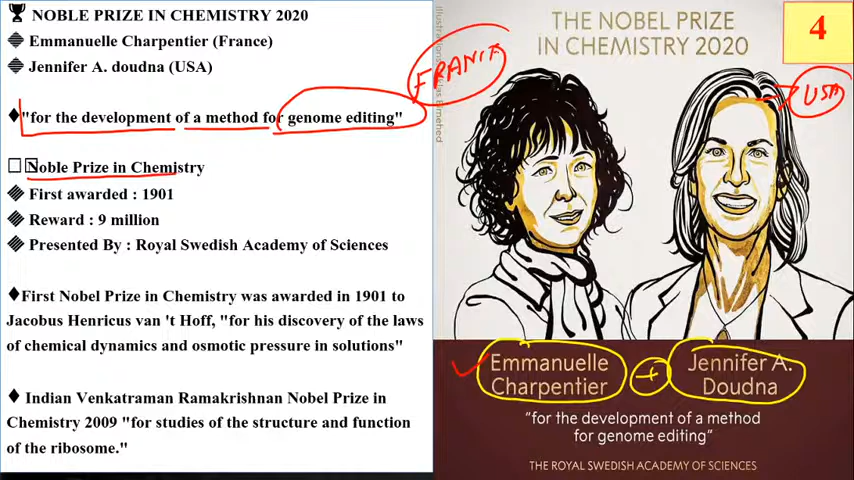 NOBLE PRIZE IN CHEMISTRY 2020
Emmanuelle Charpentier (France)
Jennifer A. doudna (USA)
"for the development of a method for genome editing"
Noble Prize in Chemistry
First awarded : 1901
Reward : 9 million
Presented By : Royal Swedish Academy of Sciences
First Nobel Prize in Chemistry was awarded in 1901 to
Jacobus Henricus van 't Hoff, "for his discovery of the laws
of chemical dynamics and osmotic pressure in solutions"
Indian Venkatraman Ramakrishnan Nobel Prize in
Chemistry 2009 "for studies of the structure and function
of the ribosome."
THE NOBEL PRIZE
IN CHEMISTRY 2020
4
USA
Emmanuelle
Charpentier
+
Jennifer A.
Doudna
"for the development of a method
for genome editing"
THE ROYAL SWEDISH ACADEMY OF SCIENCES